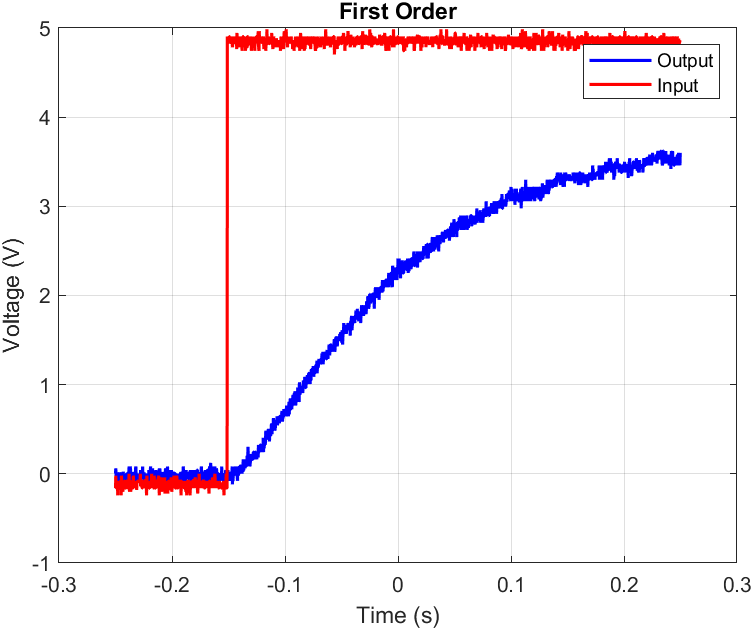 First Order
5
4
3
2
1
0
-1
Voltage (V)
Output
Input
-0.3
-0.2
-0.1
0
0.1
0.2
0.3
Time (s)